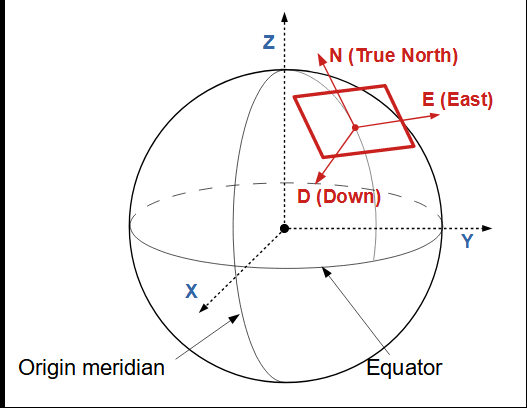 Z
N (True North)
E (East)
D (Down)
Y
X
Origin meridian
Equator